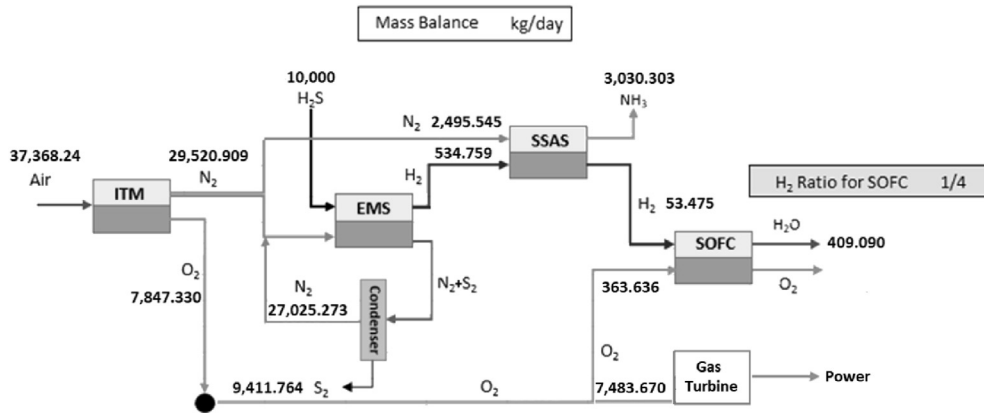 Mass Balance kg/day
10,000
H₂S
3,030.303
NH₃
N₂ 2,495.545
SSAS
37,368.24
Air
29,520.909
N₂
534.759
H₂
H₂ Ratio for SOFC 1/4
ITM
EMS
H₂ 53.475
H₂O
SOFC
409.090
O₂
7,847.330
N₂
27,025.273
Condenser
N₂+S₂
363.636
O₂
O₂
9,411.764 S₂
O₂
7,483.670
Gas
Turbine
Power